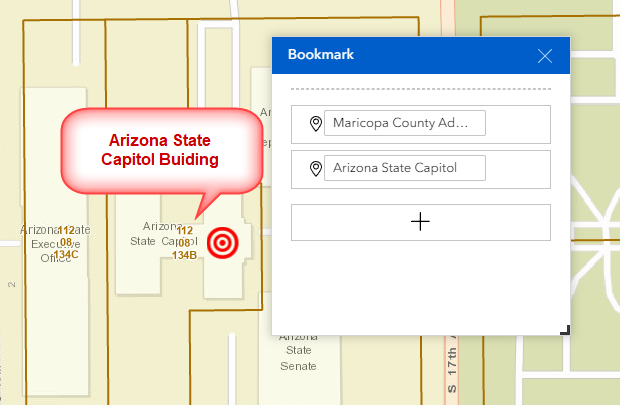 Bookmark
Maricopa County Ad...
Arizona State Capitol
Arizona State
Capitol Buiding
Arizona State
Executive
Office
112
08
134C
Arizona
State Capitol
112
08
134B
Arizona
State
Senate
2
S 17th